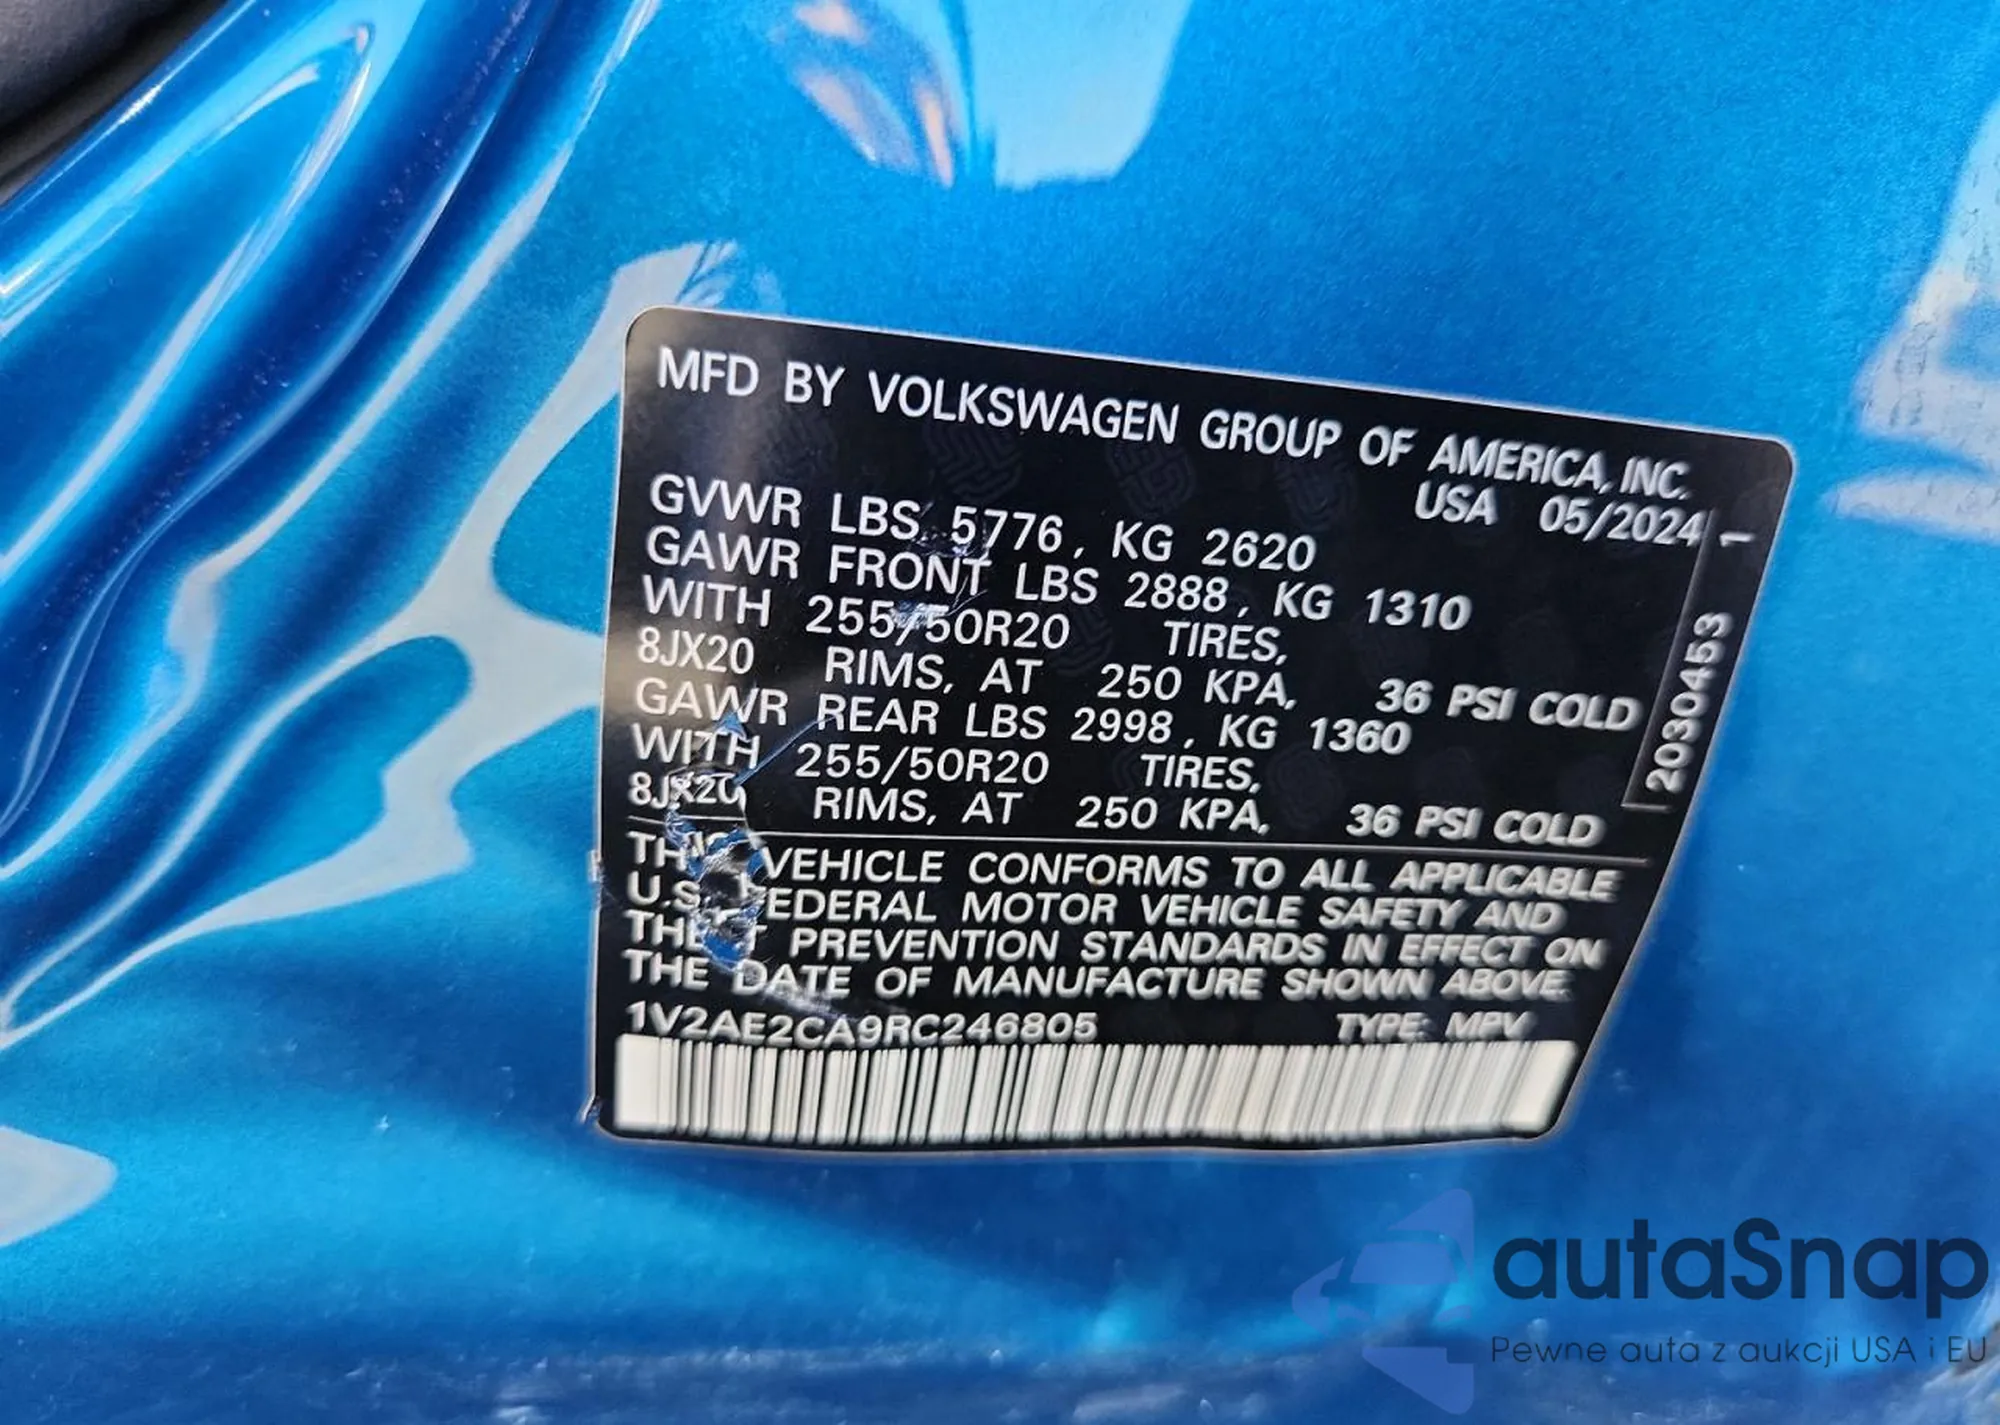 MFD BY VOLKSWAGEN GROUP OF AMERICA, INC.
USA 05/2024
GVWR LBS 5776, KG 2620
GAWR FRONT LBS 2888, KG 1310
WITH 255/50R20 TIRES,
8JX20 RIMS, AT 250 KPA, 36 PSI COLD
GAWR REAR LBS 2998, KG 1360
WITH 255/50R20 TIRES,
8JX20 RIMS, AT 250 KPA, 36 PSI COLD
THIS VEHICLE CONFORMS TO ALL APPLICABLE
U.S. FEDERAL MOTOR VEHICLE SAFETY AND
THEFT PREVENTION STANDARDS IN EFFECT ON
THE DATE OF MANUFACTURE SHOWN ABOVE.
1V2AE2CA9RC246805 TYPE: MPV
2030453 1
autaSnap
Pewne auta z aukcji USA i EU